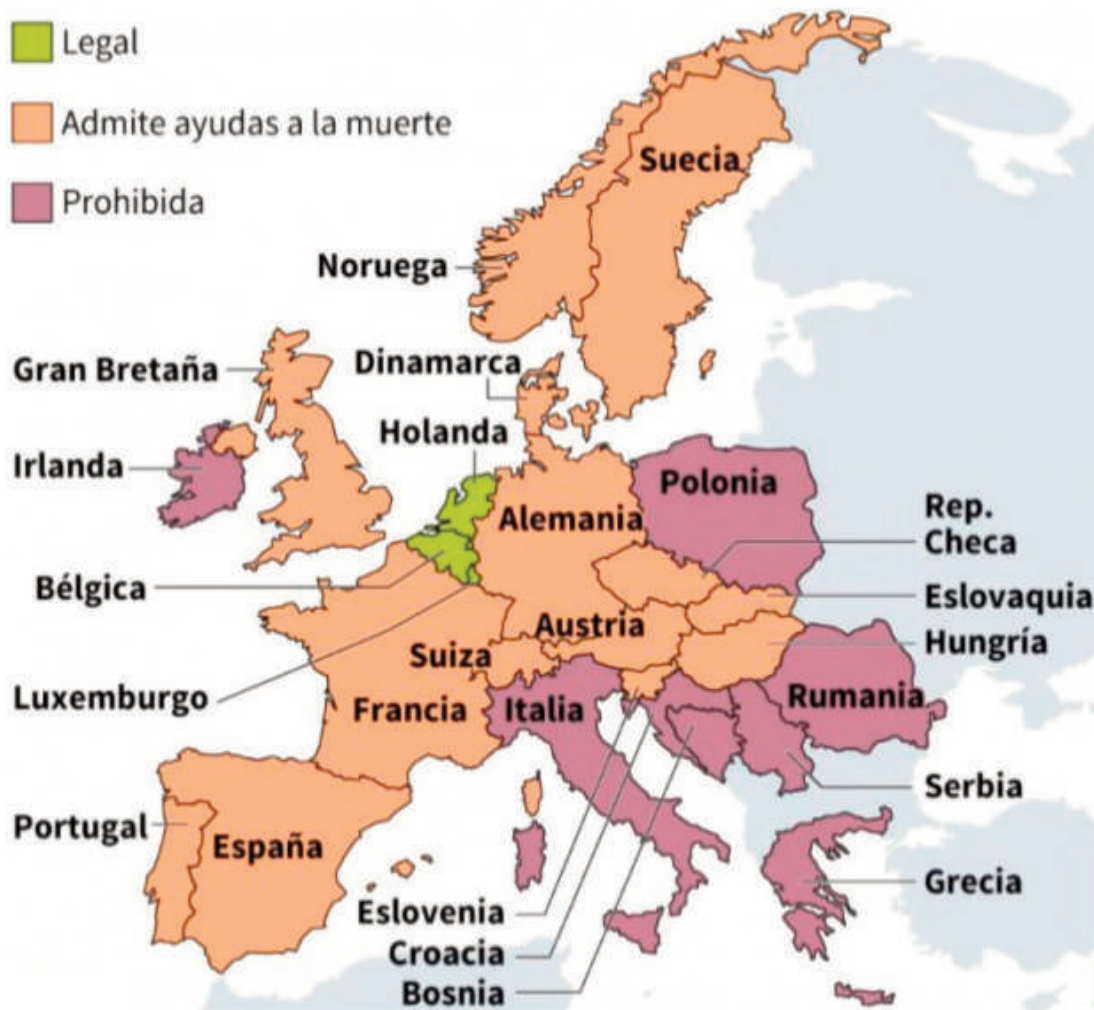 Legal
Admite ayudas a la muerte
Prohibida
Suecia
Noruega
Gran Bretaña
Dinamarca
Holanda
Irlanda
Polonia
Alemania
Rep.
Checa
Bélgica
Eslovaquia
Austria
Hungría
Suiza
Luxemburgo
Francia
Italia
Rumania
Serbia
Portugal
España
Grecia
Eslovenia
Croacia
Bosnia